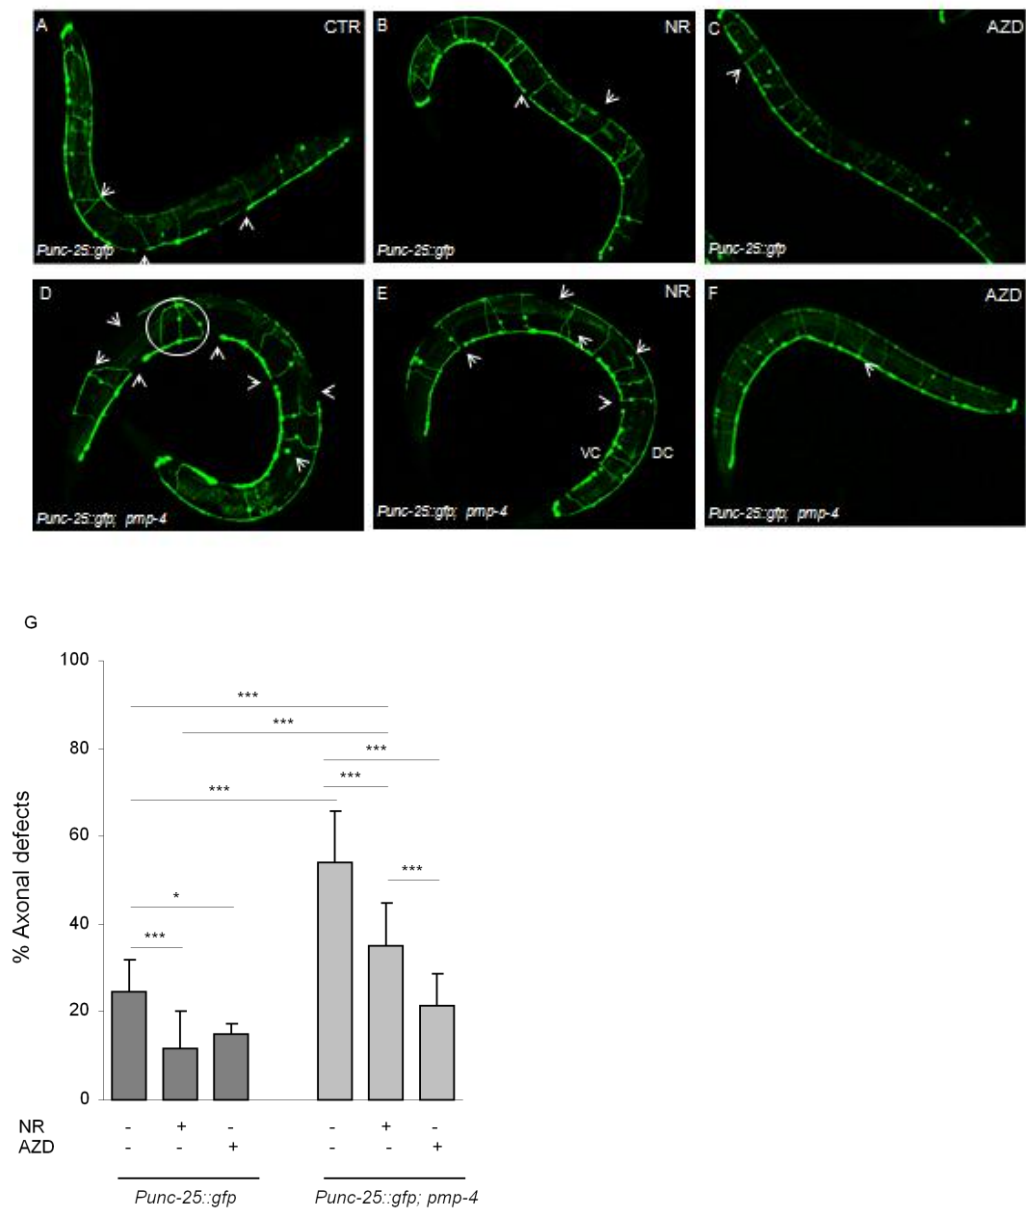 A CTR
B NR
C AZD
Punc-25::gfp
Punc-25::gfp
Punc-25::gfp
D
E NR
F AZD
VC DC
Punc-25::gfp; pmp-4
Punc-25::gfp; pmp-4
Punc-25::gfp; pmp-4
G
% Axonal defects
100
80
60
40
20
0
***
***
***
***
***
***
*
***
NR - + - - + -
AZD - - + - - +
Punc-25::gfp
Punc-25::gfp; pmp-4